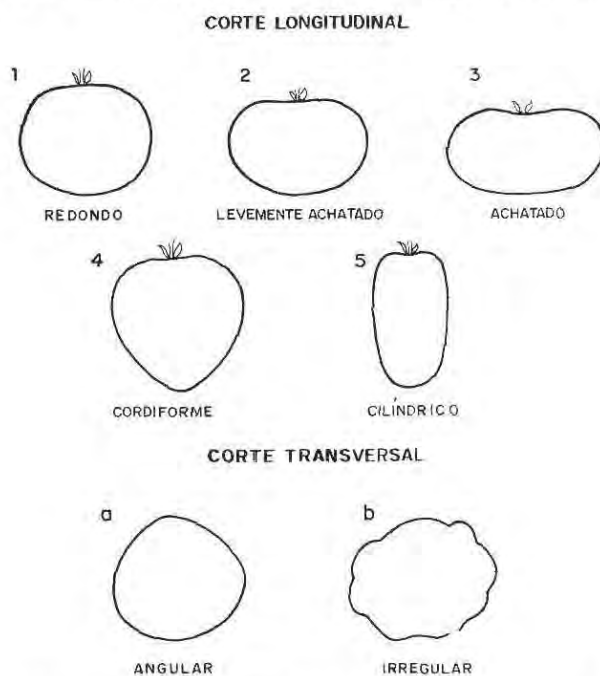 CORTE LONGITUDINAL
1
2
3
REDONDO
LEVEMENTE ACHATADO
ACHATADO
4
5
CORDIFORME
CILÍNDRICO
CORTE TRANSVERSAL
a
b
ANGULAR
IRREGULAR